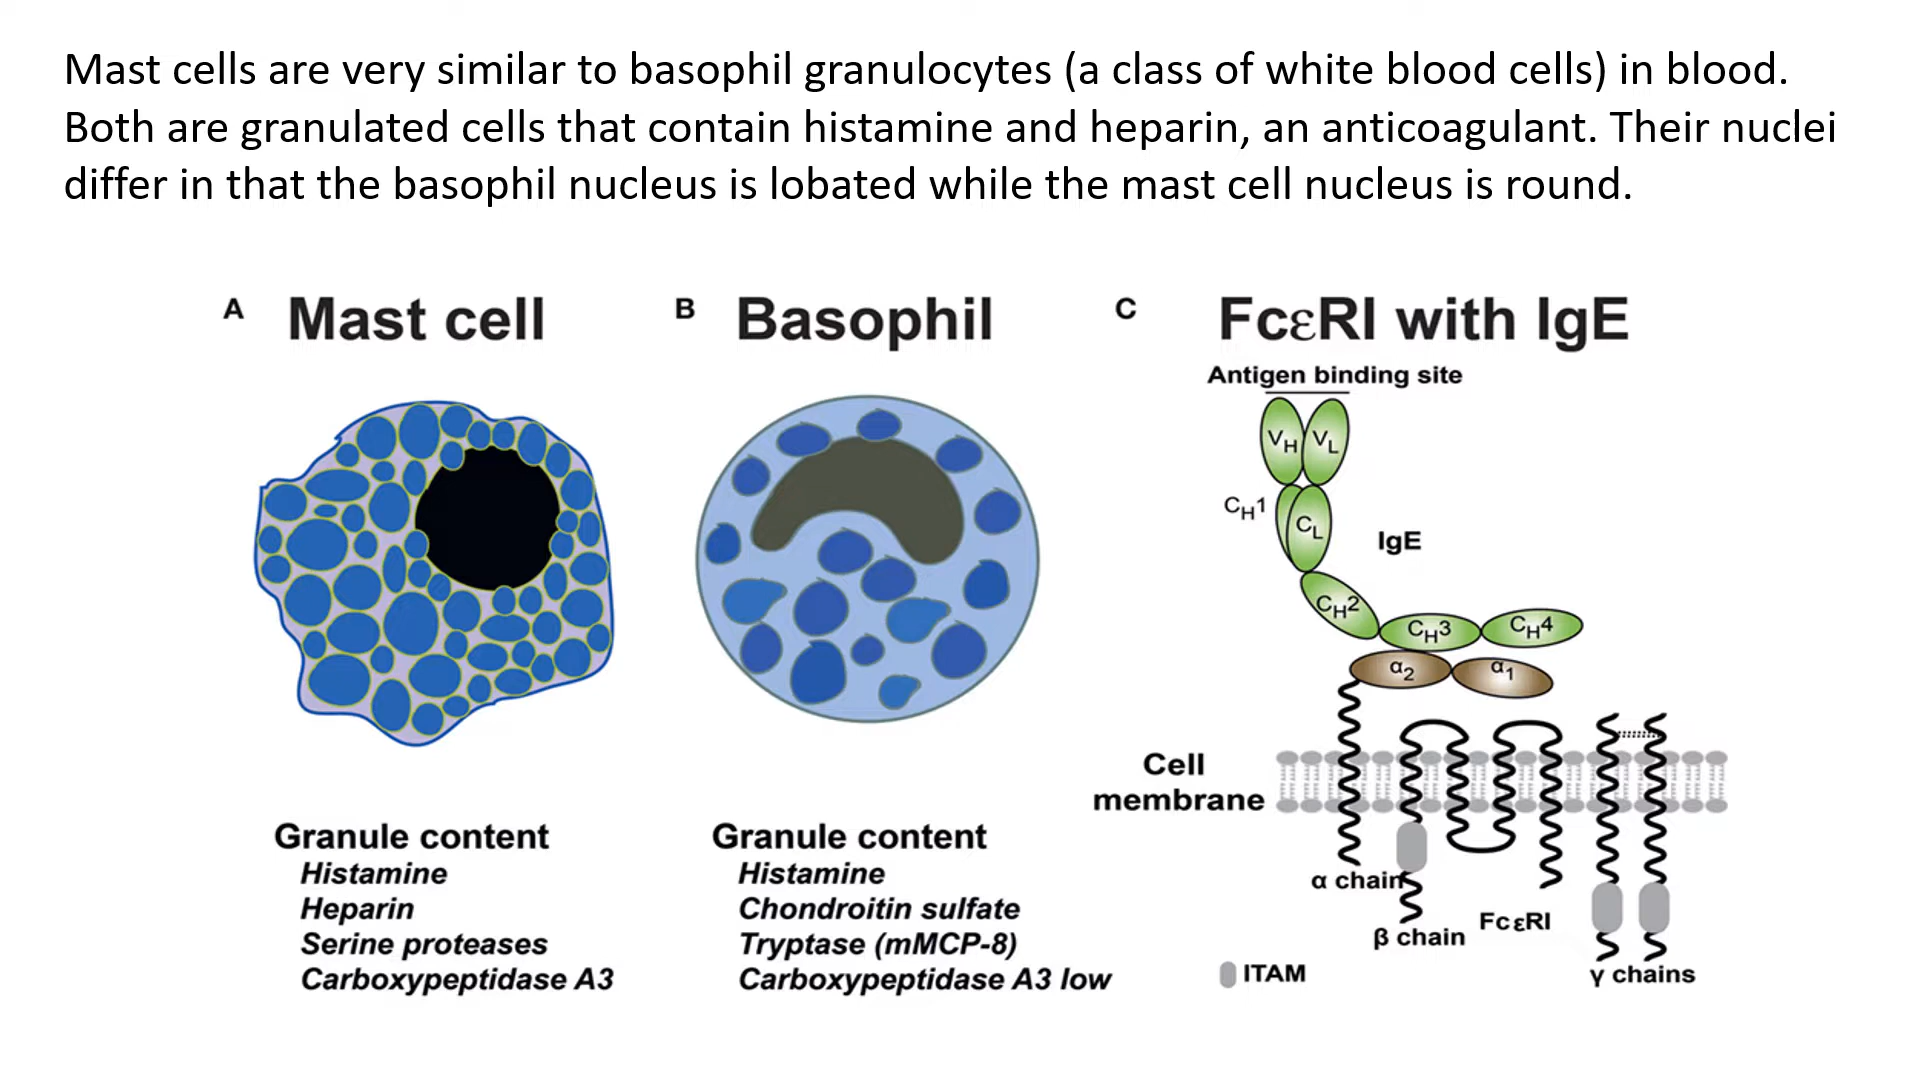 Mast cells are very similar to basophil granulocytes (a class of white blood cells) in blood.
Both are granulated cells that contain histamine and heparin, an anticoagulant. Their nuclei
differ in that the basophil nucleus is lobated while the mast cell nucleus is round.
A Mast cell
B Basophil
C FcεRI with IgE
Antigen binding site
VH VL
CH1
CL
IgE
CH2
CH3
CH4
α2
α1
Cell
membrane
α chain
β chain
FcεRI
γ chains
ITAM
Granule content
Histamine
Heparin
Serine proteases
Carboxypeptidase A3
Granule content
Histamine
Chondroitin sulfate
Tryptase (mMCP-8)
Carboxypeptidase A3 low